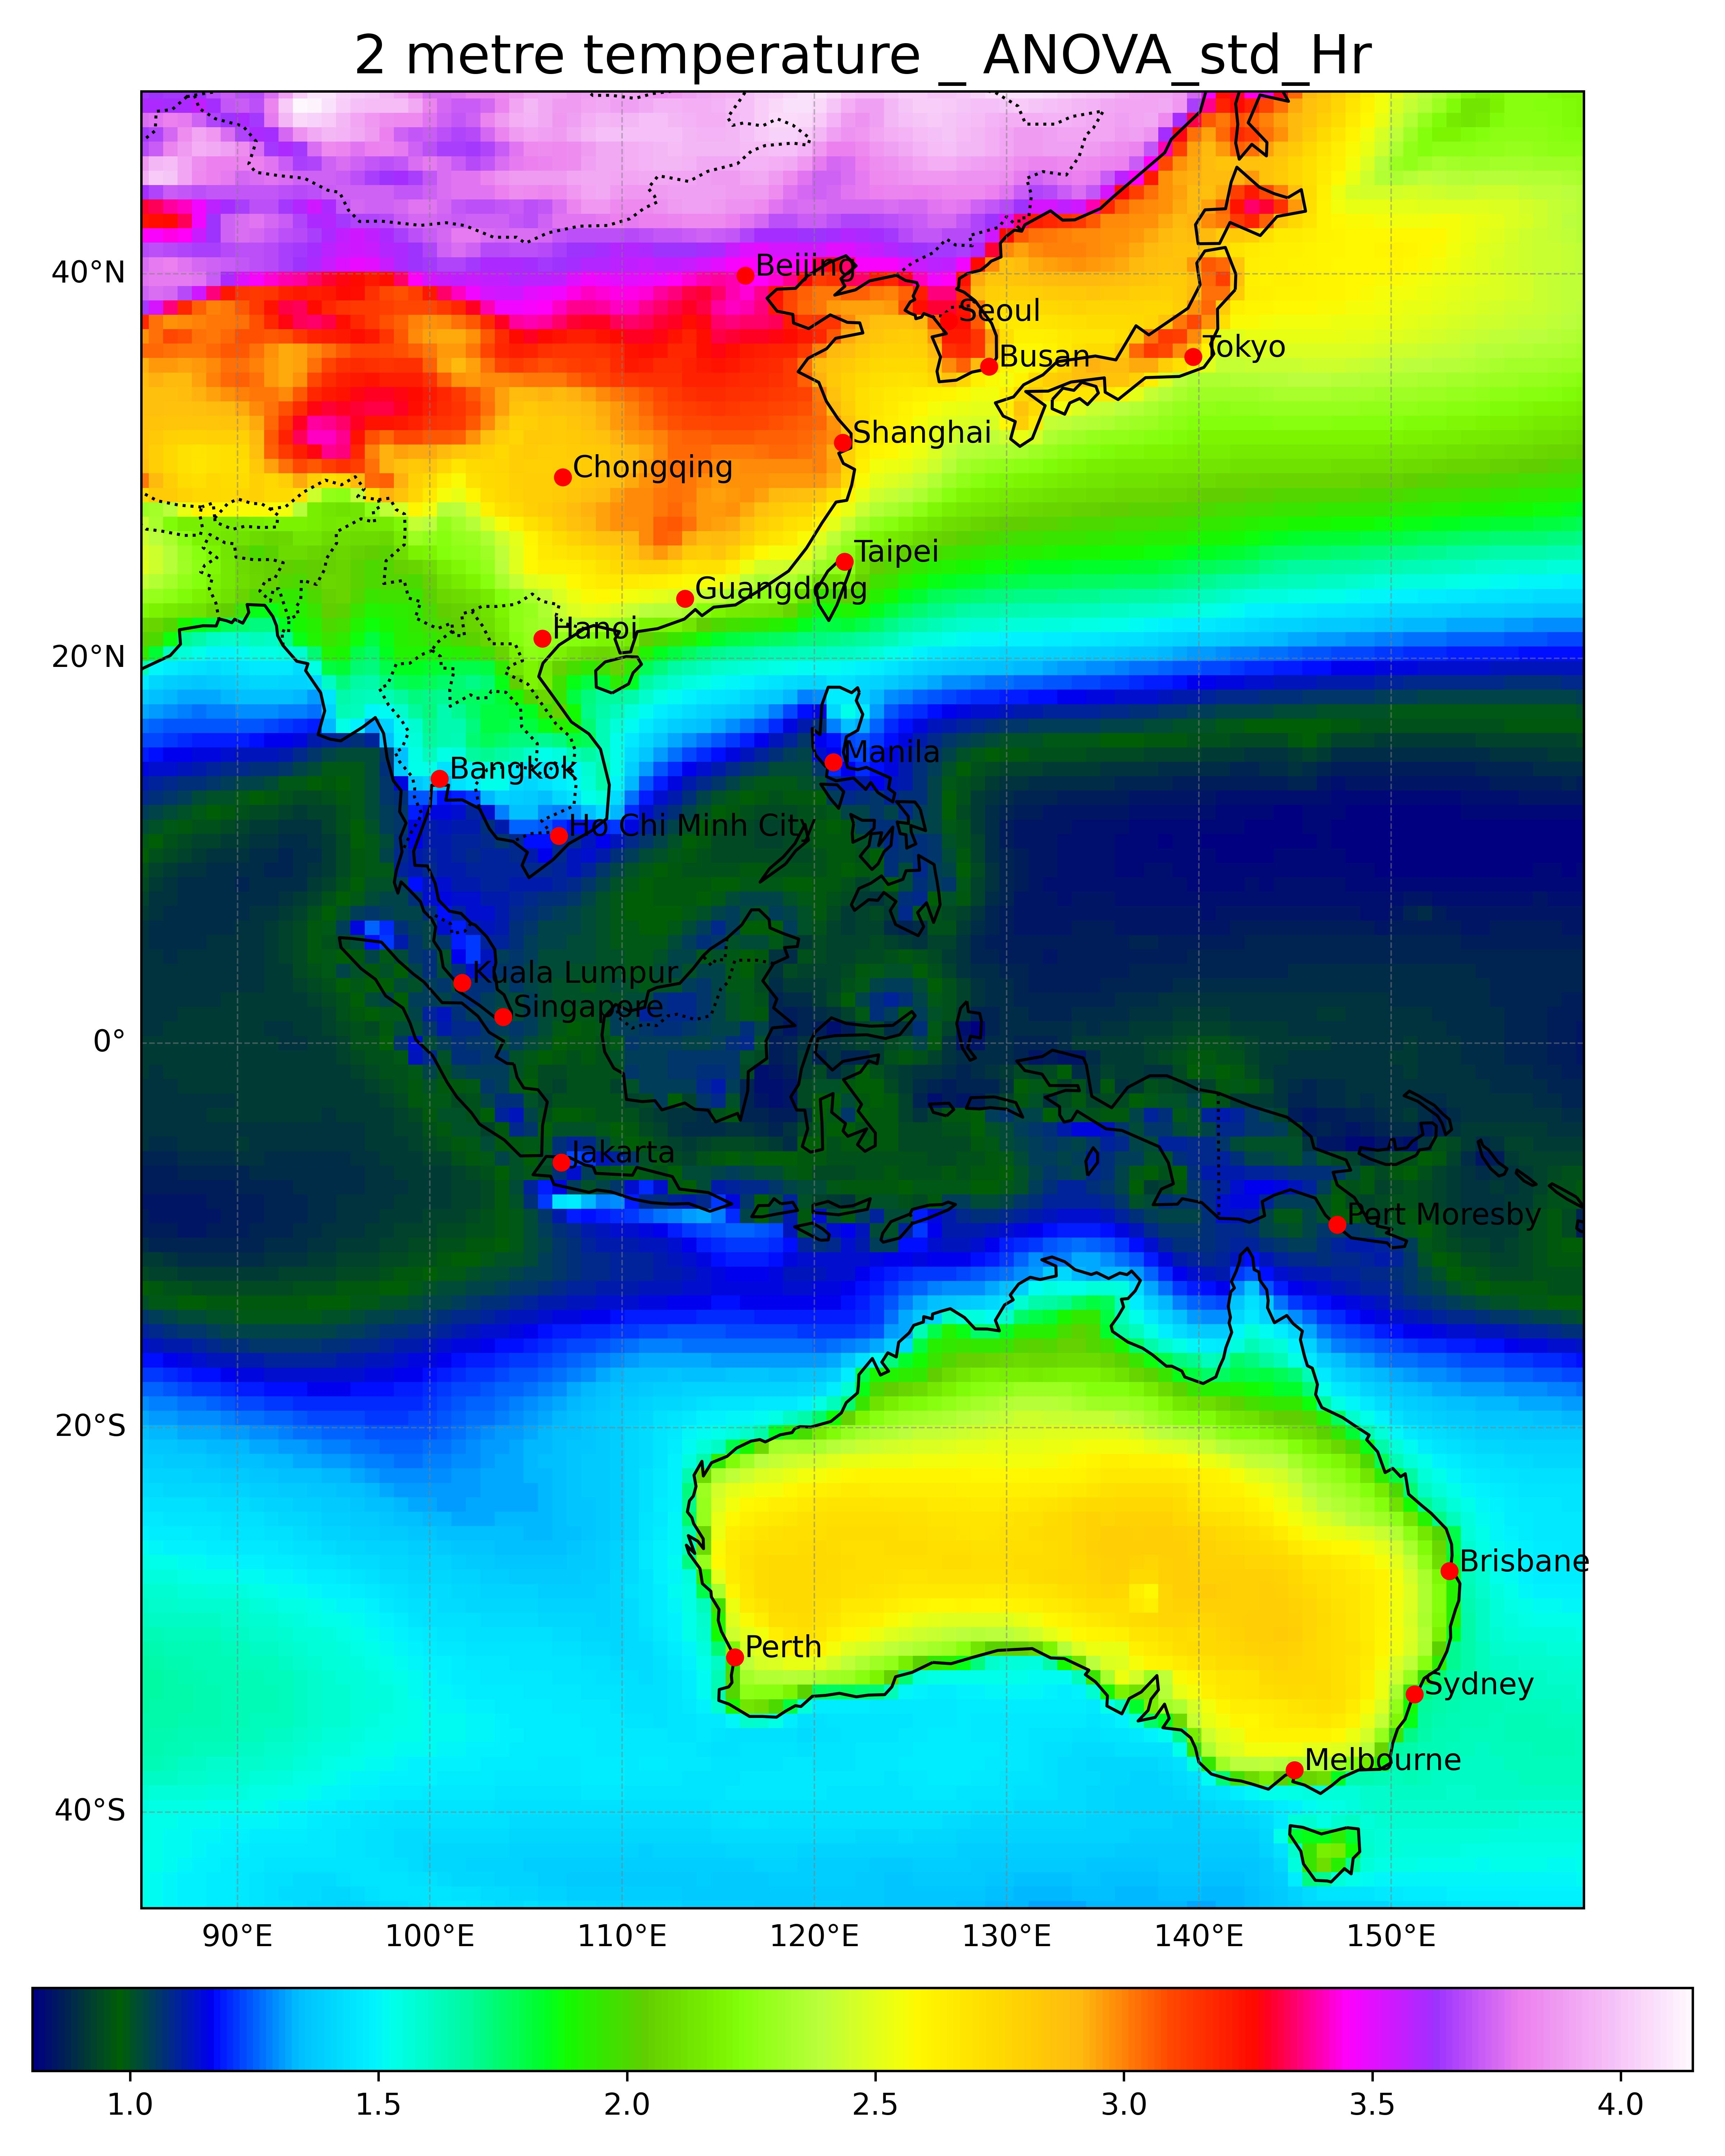 2 metre temperature _ ANOVA_std_Hr
40°N
20°N
0°
20°S
40°S
Beijing
Seoul
Busan
Tokyo
Shanghai
Chongqing
Taipei
Guangdong
Hanoi
Manila
Bangkok
Ho Chi Minh City
Kuala Lumpur
Singapore
Jakarta
Port Moresby
Brisbane
Perth
Sydney
Melbourne
90°E 100°E 110°E 120°E 130°E 140°E 150°E
1.0 1.5 2.0 2.5 3.0 3.5 4.0